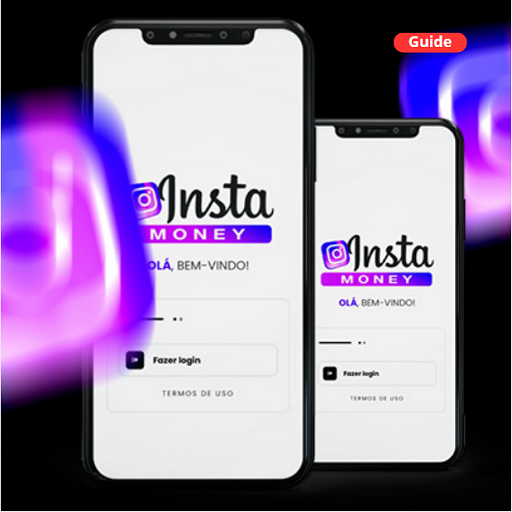 Guide
Insta
MONEY
OLÁ, BEM-VINDO!
Fazer login
TERMOS DE USO
Insta
MONEY
OLÁ, BEM-VINDO!
Fazer login
TERMOS DE USO